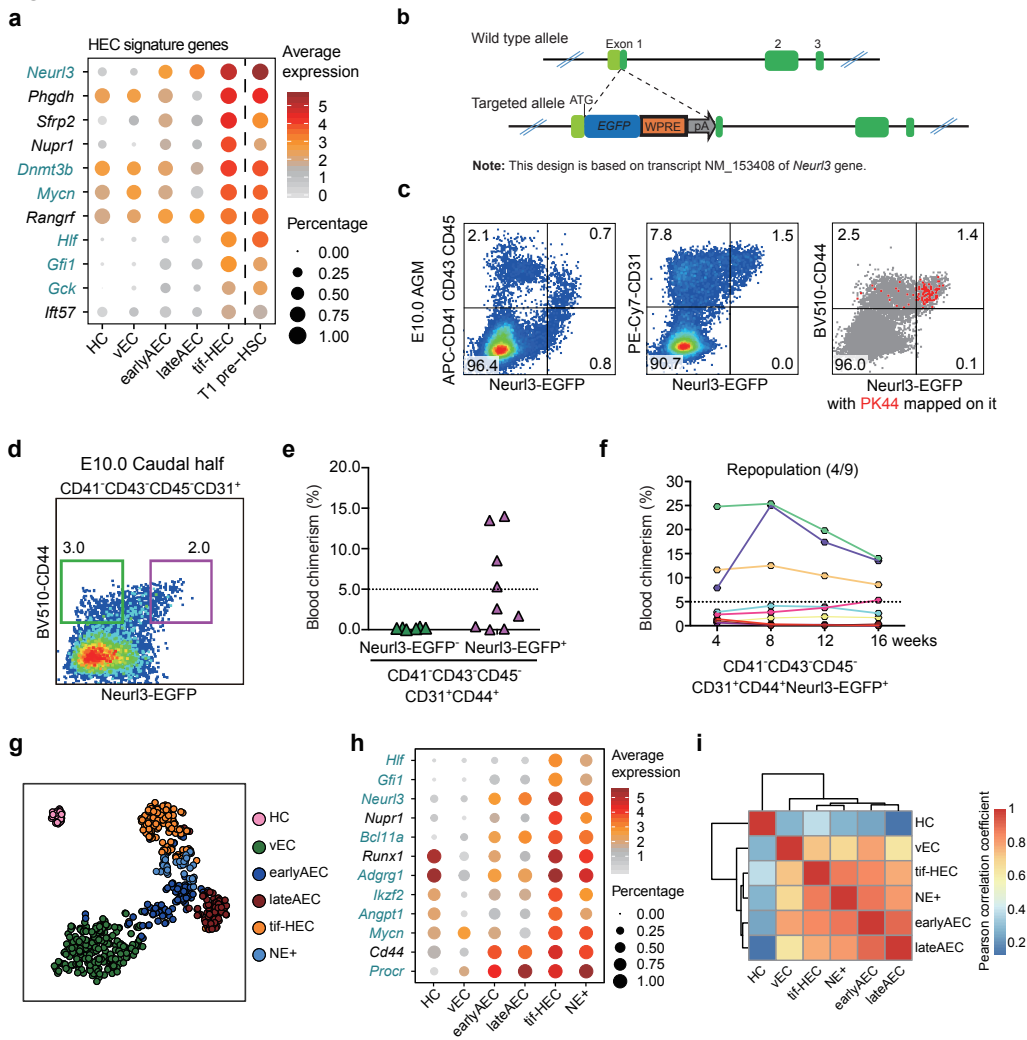 a
HEC signature genes
Neurl3
Phgdh
Sfrp2
Nupr1
Dnmt3b
Mycn
Rangrf
Hlf
Gfi1
Gck
Ift57
HC
vEC
earlyAEC
lateAEC
tif-HEC
T1 pre-HSC
Average
expression
5
4
3
2
1
0
Percentage
0.00
0.25
0.50
0.75
1.00
b
Wild type allele
Exon 1
2
3
Targeted allele
ATG
EGFP
WPRE
pA
Note: This design is based on transcript NM_153408 of Neurl3 gene.
c
E10.0 AGM
APC-CD41 CD43 CD45
2.1
0.7
96.4
0.8
Neurl3-EGFP
PE-Cy7-CD31
7.8
1.5
90.7
0.0
Neurl3-EGFP
BV510-CD44
2.5
1.4
96.0
0.1
Neurl3-EGFP
with PK44 mapped on it
d
E10.0 Caudal half
CD41⁻CD43⁻CD45⁻CD31⁺
BV510-CD44
3.0
2.0
Neurl3-EGFP
e
Blood chimerism (%)
20.0
15.0
10.0
5.0
0.0
Neurl3-EGFP⁻
Neurl3-EGFP⁺
CD41⁻CD43⁻CD45⁻
CD31⁺CD44⁺
f
Repopulation (4/9)
Blood chimerism (%)
30
25
20
15
10
5
0
4
8
12
16 weeks
CD41⁻CD43⁻CD45⁻
CD31⁺CD44⁺Neurl3-EGFP⁺
g
HC
vEC
earlyAEC
lateAEC
tif-HEC
NE+
h
Hlf
Gfi1
Neurl3
Nupr1
Bcl11a
Runx1
Adgrg1
Ikzf2
Angpt1
Mycn
Cd44
Procr
HC
vEC
earlyAEC
lateAEC
tif-HEC
NE+
Average
expression
5
4
3
2
1
Percentage
0.00
0.25
0.50
0.75
1.00
i
HC
vEC
tif-HEC
NE+
earlyAEC
lateAEC
HC
vEC
tif-HEC
NE+
earlyAEC
lateAEC
Pearson correlation coefficient
1
0.8
0.6
0.4
0.2